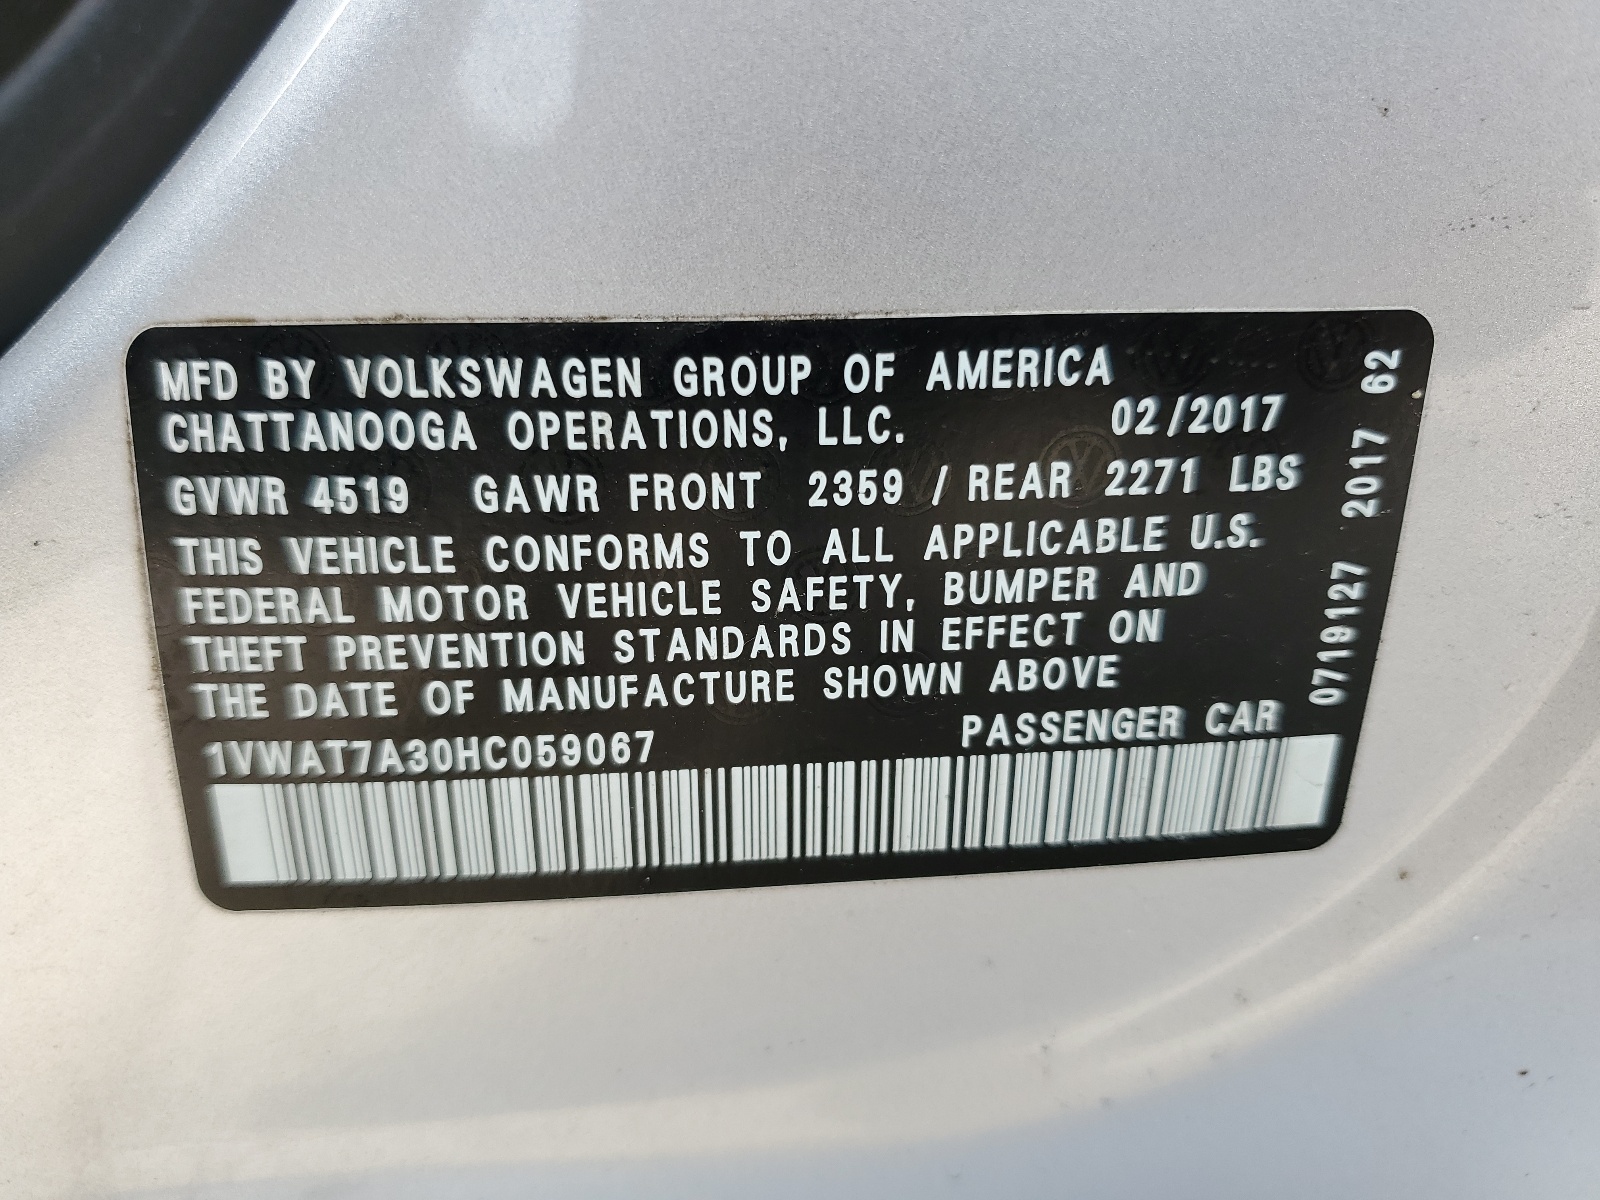 MFD BY VOLKSWAGEN GROUP OF AMERICA
CHATTANOOGA OPERATIONS, LLC. 02/2017
GVWR 4519 GAWR FRONT 2359 / REAR 2271 LBS
THIS VEHICLE CONFORMS TO ALL APPLICABLE U.S.
FEDERAL MOTOR VEHICLE SAFETY, BUMPER AND
THEFT PREVENTION STANDARDS IN EFFECT ON
THE DATE OF MANUFACTURE SHOWN ABOVE
1VWAT7A30HC059067 PASSENGER CAR
0719127 2017 62